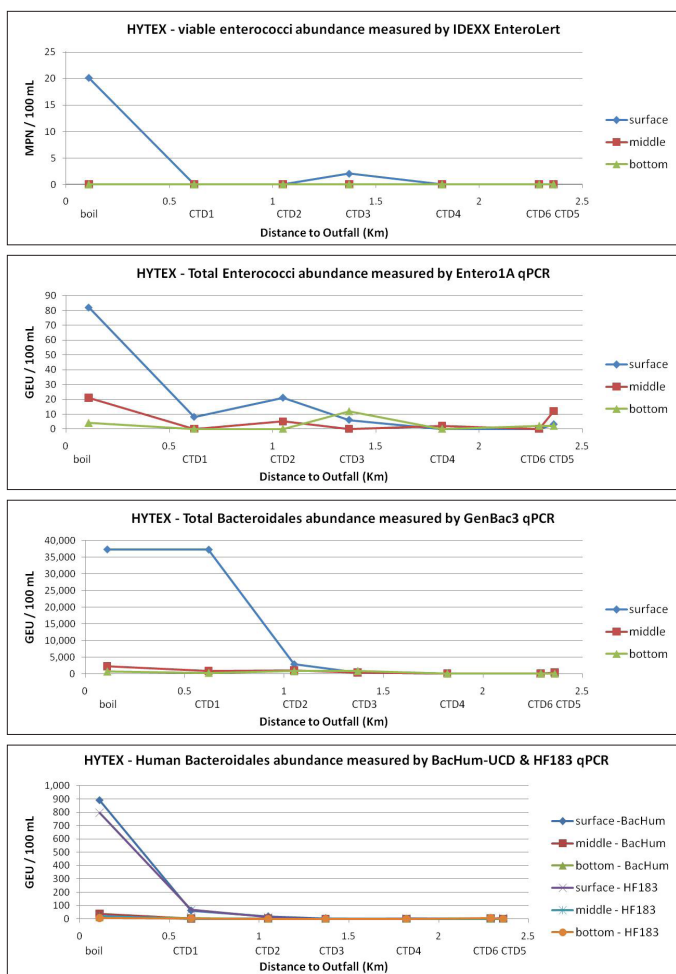 HYTEX - viable enterococci abundance measured by IDEXX EnteroLert
MPN / 100 mL
25
20
15
10
5
0
0 0.5 1 1.5 2 2.5
boil CTD1 CTD2 CTD3 CTD4 CTD6 CTD5
Distance to Outfall (Km)
surface
middle
bottom
HYTEX - Total Enterococci abundance measured by Entero1A qPCR
GEU / 100 mL
90
80
70
60
50
40
30
20
10
0
0 0.5 1 1.5 2 2.5
boil CTD1 CTD2 CTD3 CTD4 CTD6 CTD5
Distance to Outfall (Km)
surface
middle
bottom
HYTEX - Total Bacteroidales abundance measured by GenBac3 qPCR
GEU / 100 mL
40,000
35,000
30,000
25,000
20,000
15,000
10,000
5,000
0
0 0.5 1 1.5 2 2.5
boil CTD1 CTD2 CTD3 CTD4 CTD6 CTD5
Distance to Outfall (Km)
surface
middle
bottom
HYTEX - Human Bacteroidales abundance measured by BacHum-UCD & HF183 qPCR
GEU / 100 mL
1,000
900
800
700
600
500
400
300
200
100
0
0 0.5 1 1.5 2 2.5
boil CTD1 CTD2 CTD3 CTD4 CTD6 CTD5
Distance to Outfall (Km)
surface -BacHum
middle - BacHum
bottom - BacHum
surface - HF183
middle - HF183
bottom - HF183